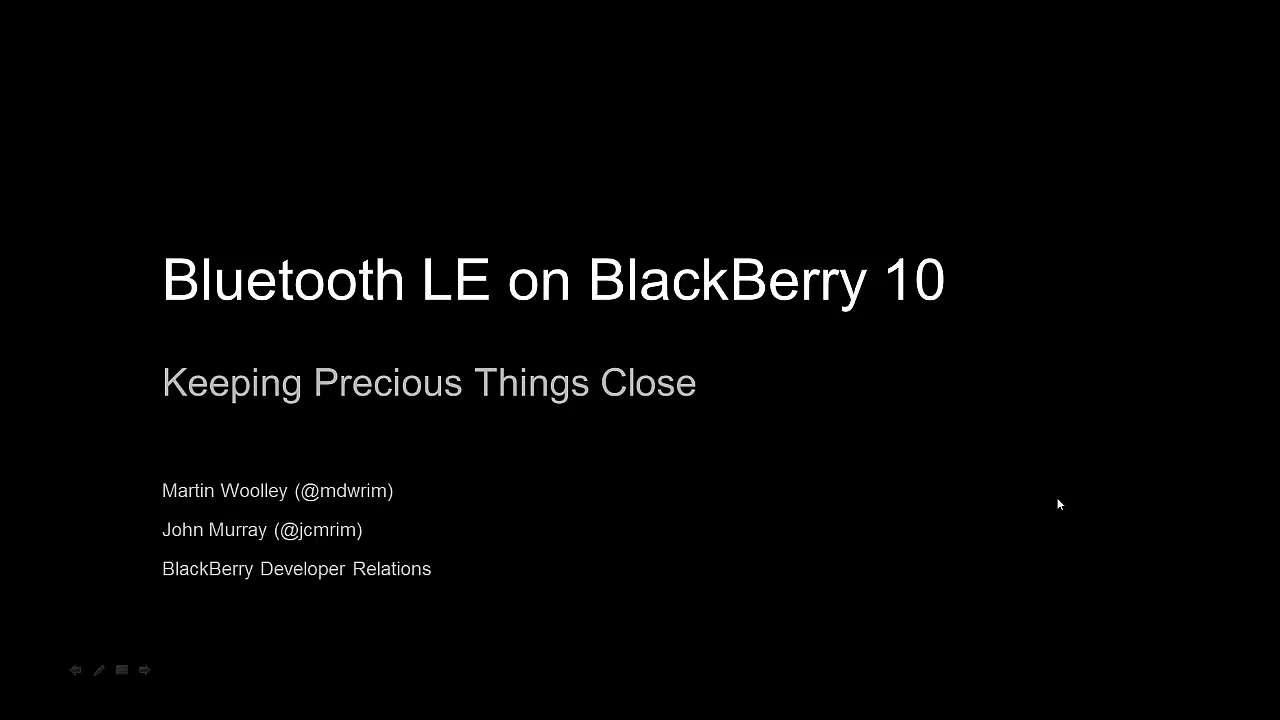 Bluetooth LE on BlackBerry 10
Keeping Precious Things Close
Martin Woolley (@mdwrim)
John Murray (@jcmrim)
BlackBerry Developer Relations